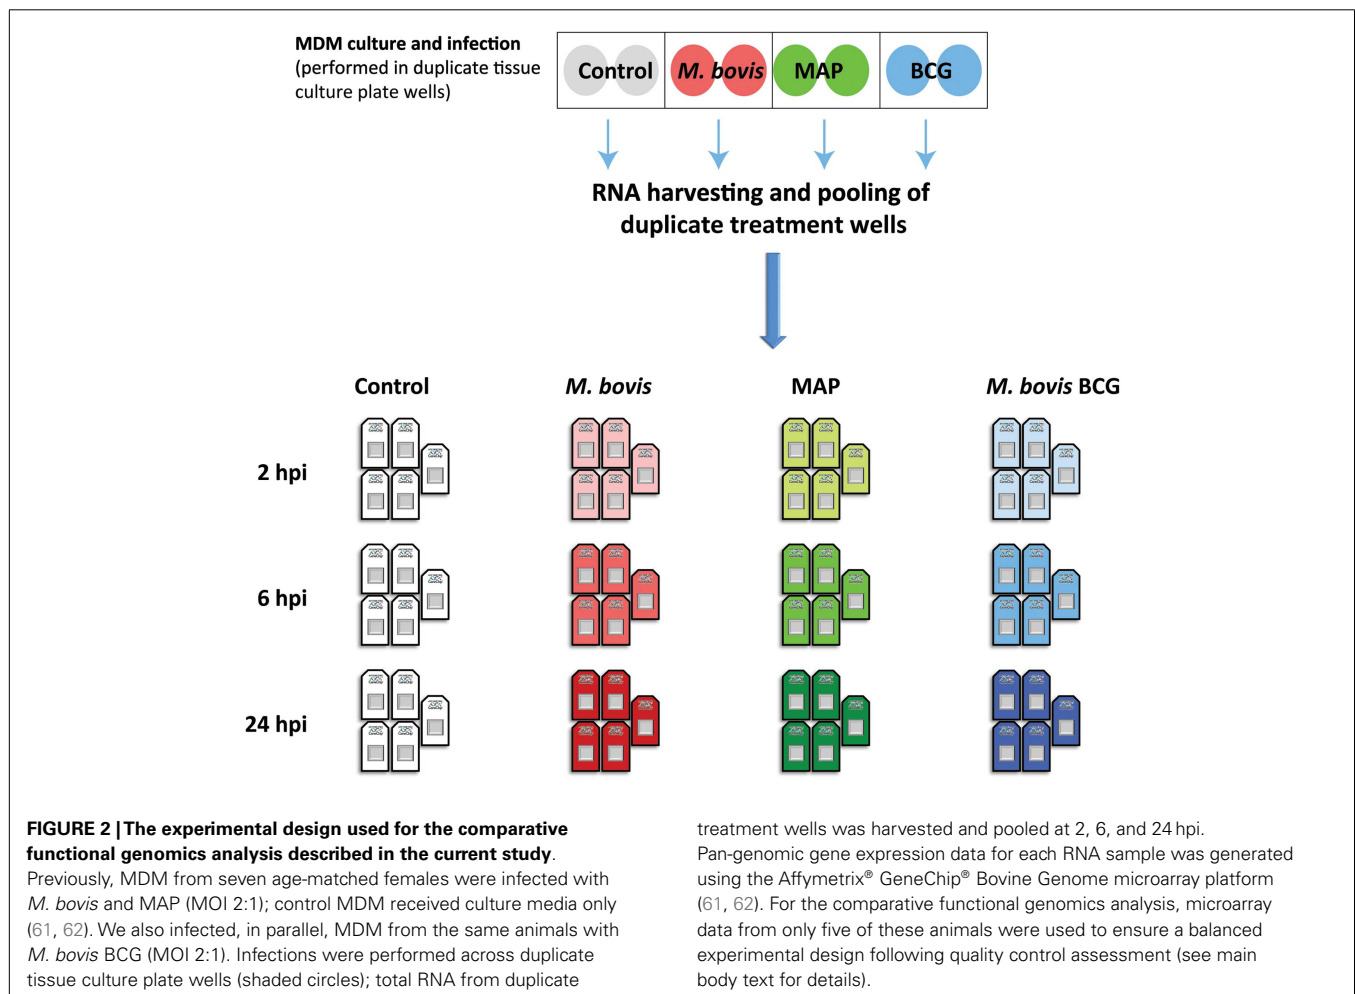 MDM culture and infection
(performed in duplicate tissue
culture plate wells)
Control M. bovis MAP BCG
RNA harvesting and pooling of
duplicate treatment wells
Control M. bovis MAP M. bovis BCG
2 hpi
6 hpi
24 hpi
FIGURE 2 | The experimental design used for the comparative
functional genomics analysis described in the current study.
Previously, MDM from seven age-matched females were infected with
M. bovis and MAP (MOI 2:1); control MDM received culture media only
(61, 62). We also infected, in parallel, MDM from the same animals with
M. bovis BCG (MOI 2:1). Infections were performed across duplicate
tissue culture plate wells (shaded circles); total RNA from duplicate
treatment wells was harvested and pooled at 2, 6, and 24 hpi.
Pan-genomic gene expression data for each RNA sample was generated
using the Affymetrix® GeneChip® Bovine Genome microarray platform
(61, 62). For the comparative functional genomics analysis, microarray
data from only five of these animals were used to ensure a balanced
experimental design following quality control assessment (see main
body text for details).